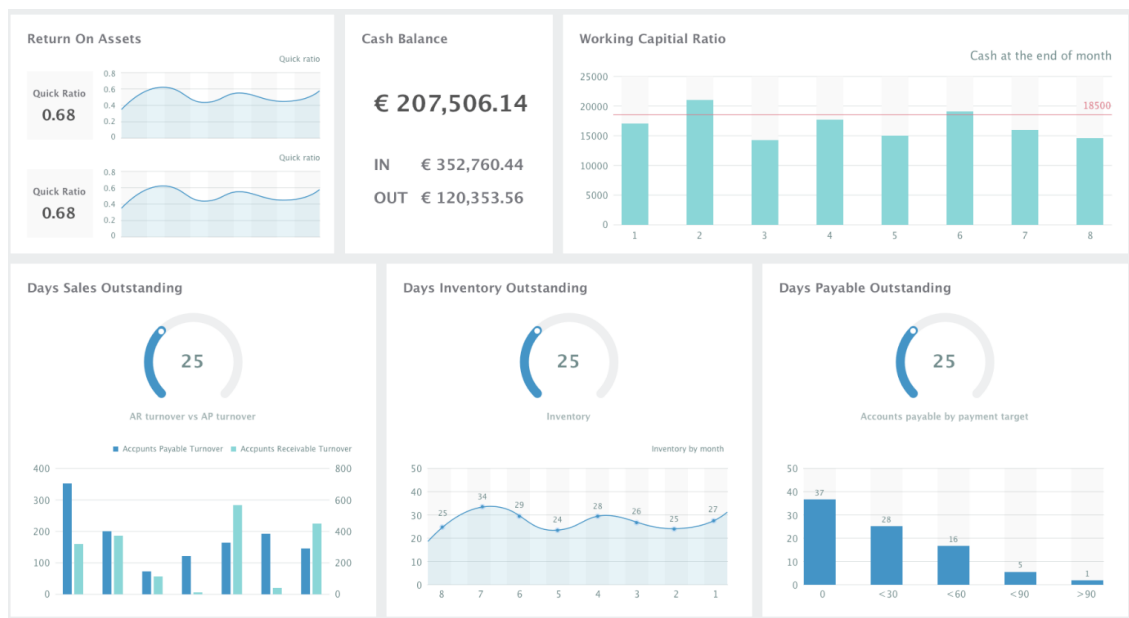 Return On Assets
Quick ratio
Quick Ratio
0.68
0.8
0.6
0.4
0.2
0
Quick ratio
Quick Ratio
0.68
0.8
0.6
0.4
0.2
0
Cash Balance
€ 207,506.14
IN € 352,760.44
OUT € 120,353.56
Working Capitial Ratio
Cash at the end of month
25000
20000
15000
10000
5000
0
18500
1 2 3 4 5 6 7 8
Days Sales Outstanding
25
AR turnover vs AP turnover
Accpunts Payable Turnover Accpunts Receivable Turnover
400 800
300 600
200 400
100 200
0 0
Days Inventory Outstanding
25
Inventory
Inventory by month
50
40
30
20
10
0
25 34 29 24 28 26 25 27
8 7 6 5 4 3 2 1
Days Payable Outstanding
25
Accounts payable by payment target
50
40
30
20
10
0
37 28 16 5 1
0 <30 <60 <90 >90